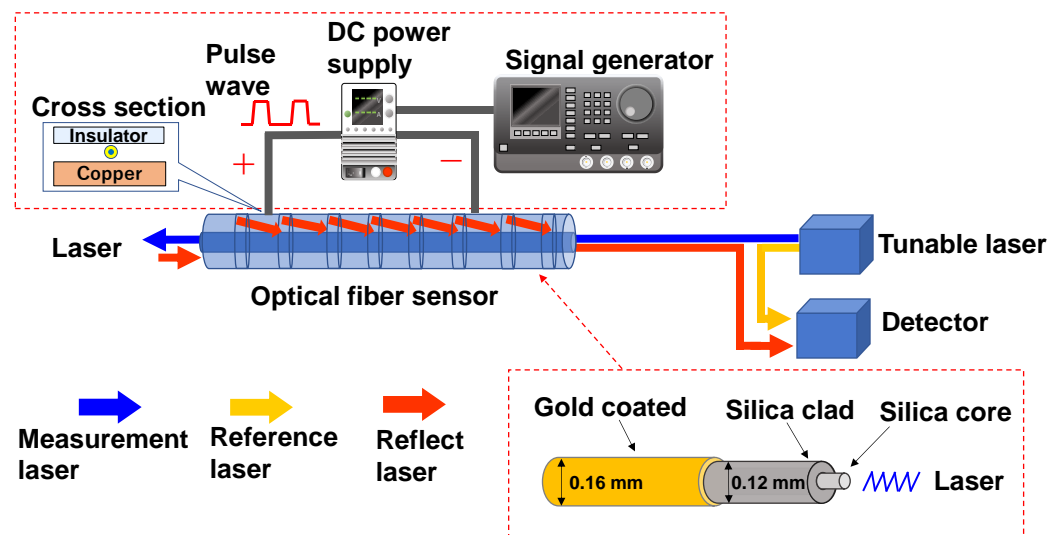 DC power
supply
Pulse
wave
Signal generator
Cross section
Insulator
Copper
+
−
V
A
Laser
Tunable laser
Optical fiber sensor
Detector
Measurement
laser
Reference
laser
Reflect
laser
Gold coated
Silica clad
Silica core
0.16 mm
0.12 mm
Laser